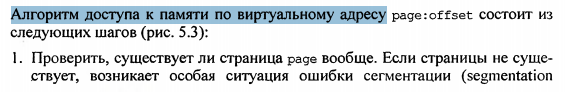 Алгоритм доступа к памяти по виртуальному адресу page:offset состоит из
следующих шагов (рис. 5.3):
1. Проверить, существует ли страница page вообще. Если страницы не суще-
ствует, возникает особая ситуация ошибки сегментации (segmentation